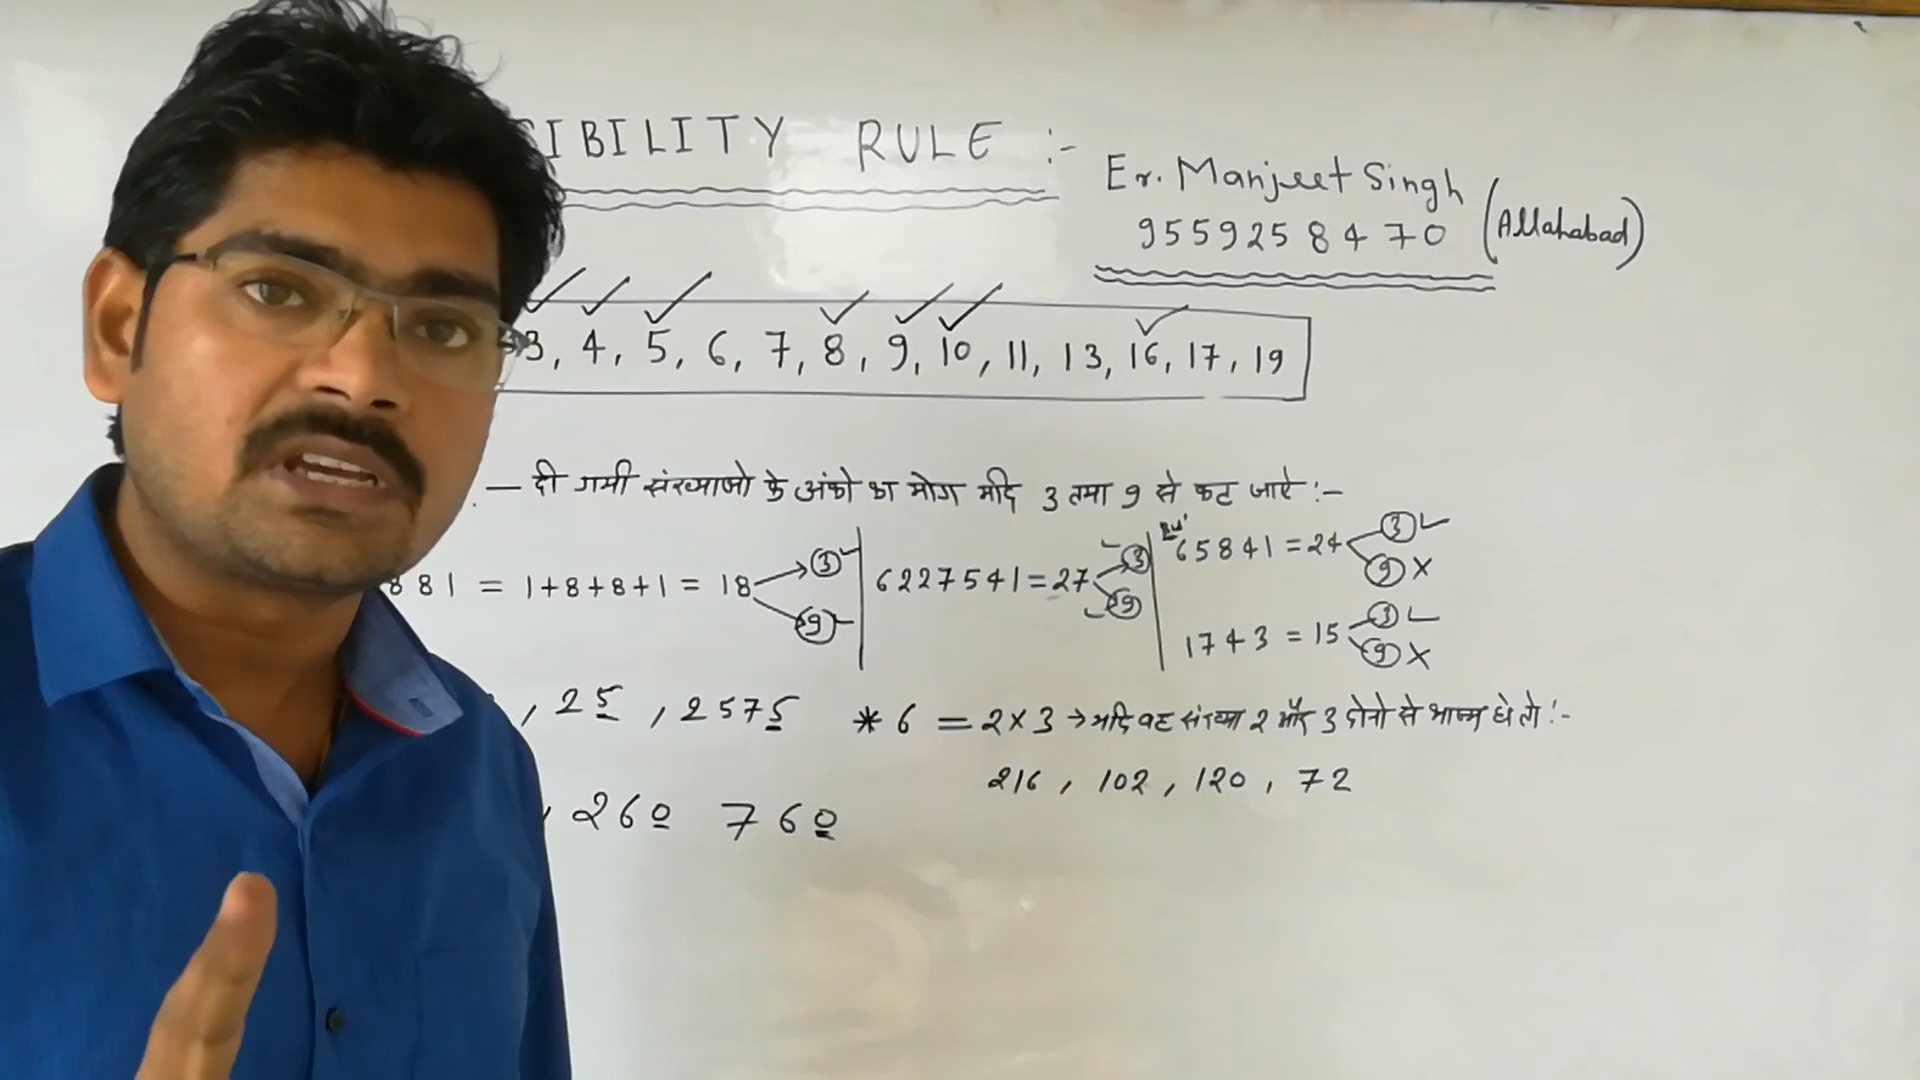 SIBILITY RULE :-
Er. Manjeet Singh
9559258470 (Allahabad)
3, 4, 5, 6, 7, 8, 9, 10, 11, 13, 16, 17, 19
— दी गयी संख्याओ के अंको का योग यदि 3 तथा 9 से कट जाऐ :-
881 = 1+8+8+1 = 18 3 9
6227541 = 27 3 9
65841 = 24 3 9 X
1743 = 15 3 9 X
, 25 , 2575
* 6 = 2×3 → यदि वह संख्या 2 और 3 दोनो से भाज्य हो तो :-
216 , 102 , 120 , 72
, 260 760